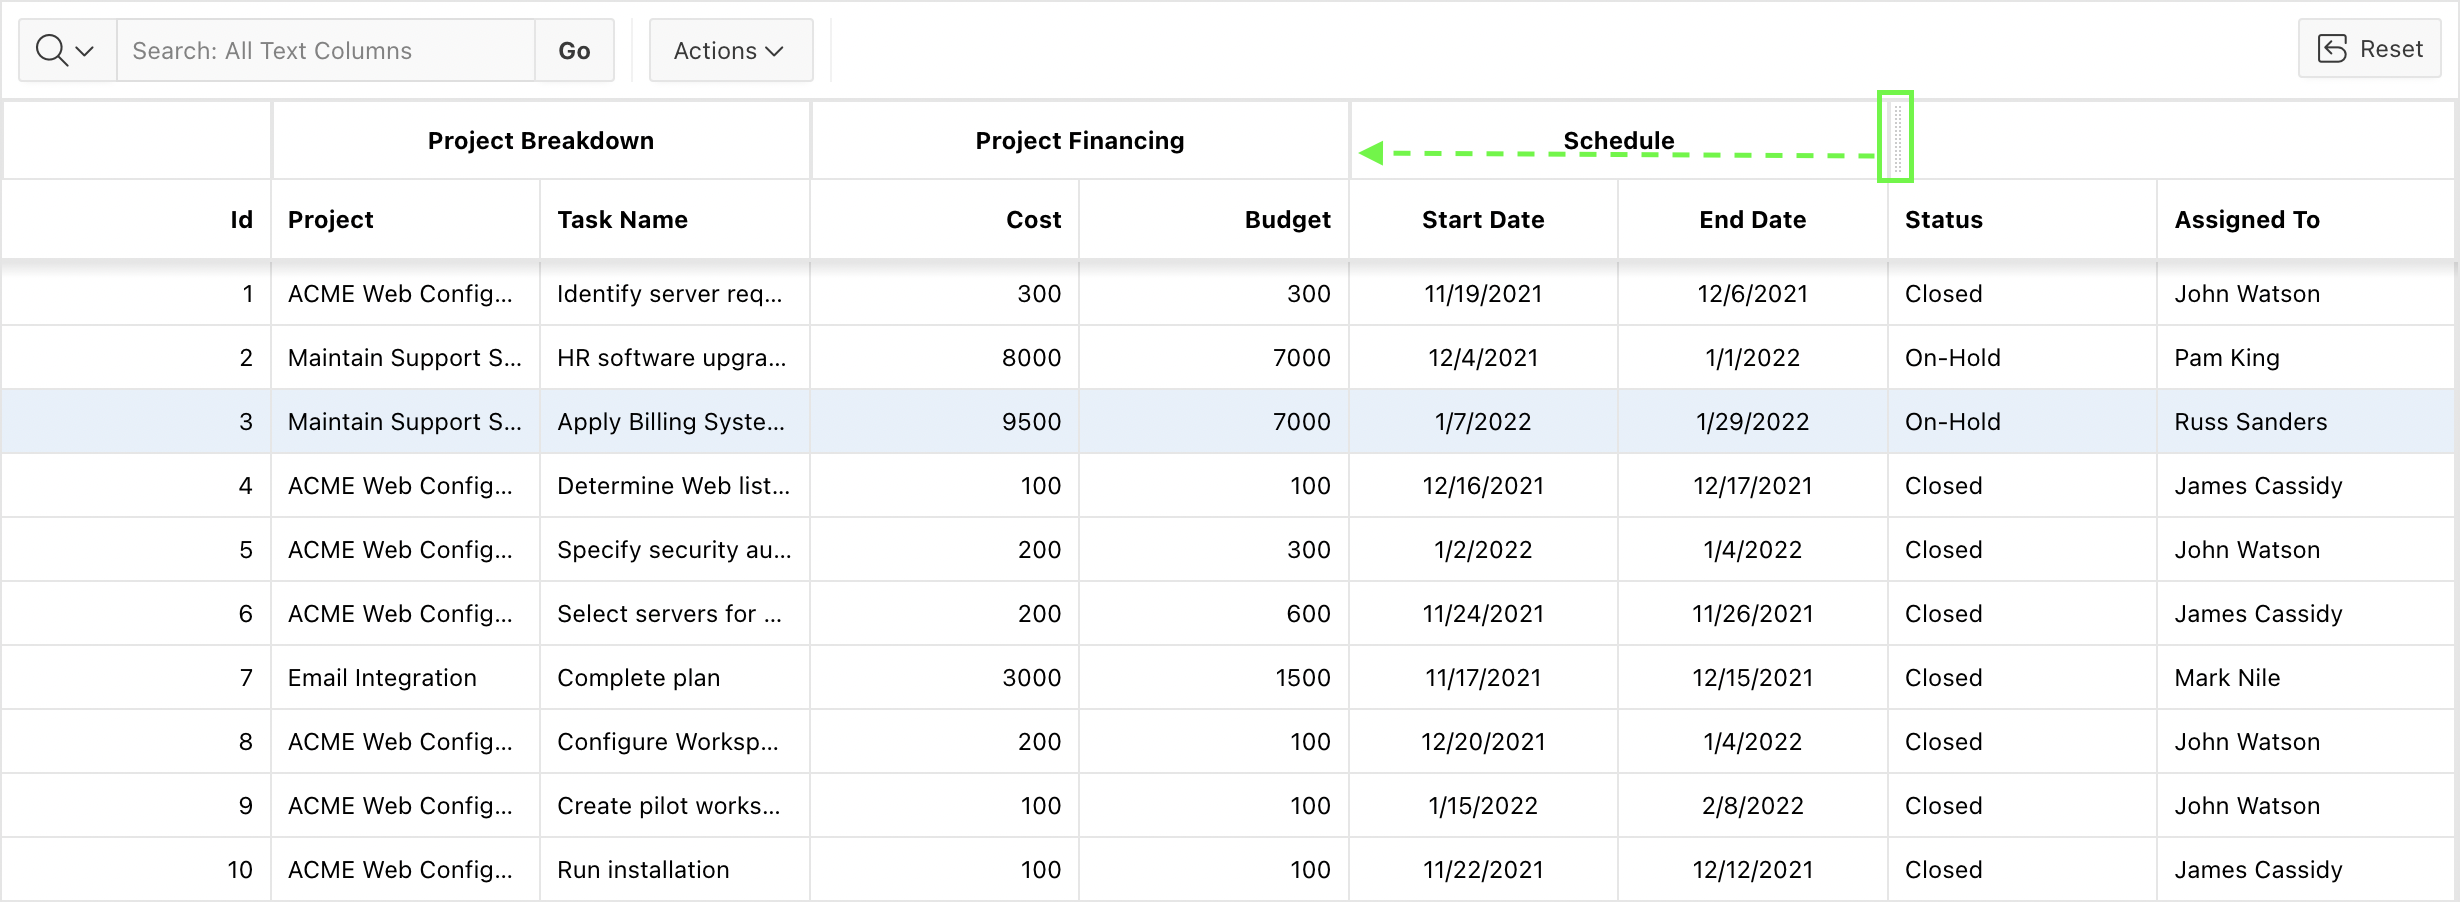 Search: All Text Columns Go Actions Reset
Project Breakdown Project Financing Schedule
Id Project Task Name Cost Budget Start Date End Date Status Assigned To
1 ACME Web Config... Identify server req... 300 300 11/19/2021 12/6/2021 Closed John Watson
2 Maintain Support S... HR software upgra... 8000 7000 12/4/2021 1/1/2022 On-Hold Pam King
3 Maintain Support S... Apply Billing Syste... 9500 7000 1/7/2022 1/29/2022 On-Hold Russ Sanders
4 ACME Web Config... Determine Web list... 100 100 12/16/2021 12/17/2021 Closed James Cassidy
5 ACME Web Config... Specify security au... 200 300 1/2/2022 1/4/2022 Closed John Watson
6 ACME Web Config... Select servers for ... 200 600 11/24/2021 11/26/2021 Closed James Cassidy
7 Email Integration Complete plan 3000 1500 11/17/2021 12/15/2021 Closed Mark Nile
8 ACME Web Config... Configure Worksp... 200 100 12/20/2021 1/4/2022 Closed John Watson
9 ACME Web Config... Create pilot works... 100 100 1/15/2022 2/8/2022 Closed John Watson
10 ACME Web Config... Run installation 100 100 11/22/2021 12/12/2021 Closed James Cassidy